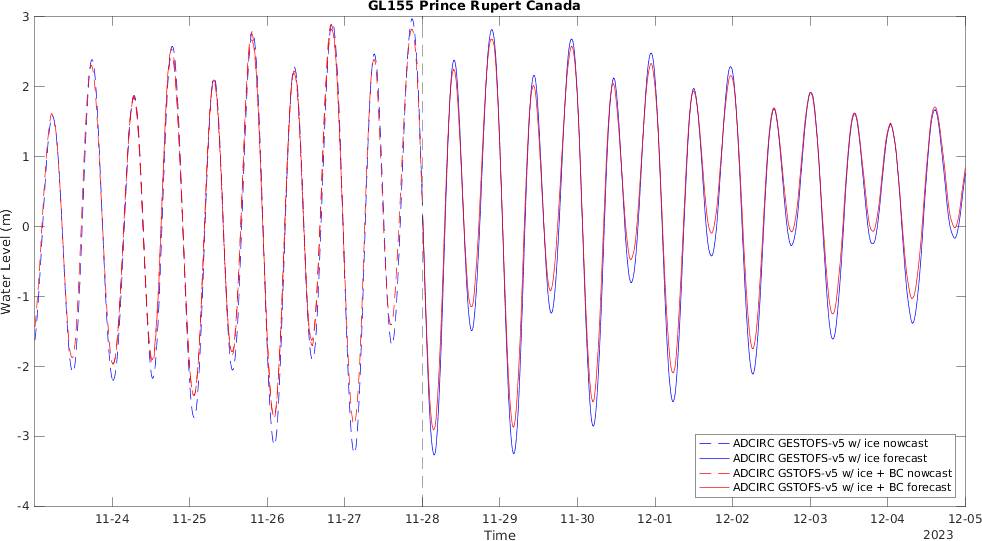 GL155 Prince Rupert Canada
3
2
1
0
-1
-2
-3
-4
Water Level (m)
ADCIRC GESTOFS-v5 w/ ice nowcast
ADCIRC GESTOFS-v5 w/ ice forecast
ADCIRC GSTOFS-v5 w/ ice + BC nowcast
ADCIRC GSTOFS-v5 w/ ice + BC forecast
11-24 11-25 11-26 11-27 11-28 11-29 11-30 12-01 12-02 12-03 12-04 12-05
Time
2023